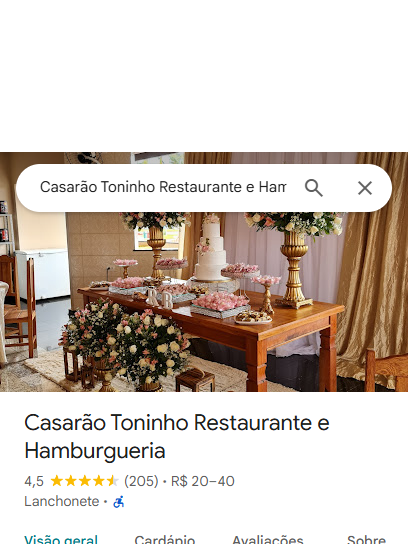 Casarão Toninho Restaurante e Ham
Casarão Toninho Restaurante e
Hamburgueria
4,5 (205) · R$ 20–40
Lanchonete ·
Visão geral Cardápio Avaliações Sobre